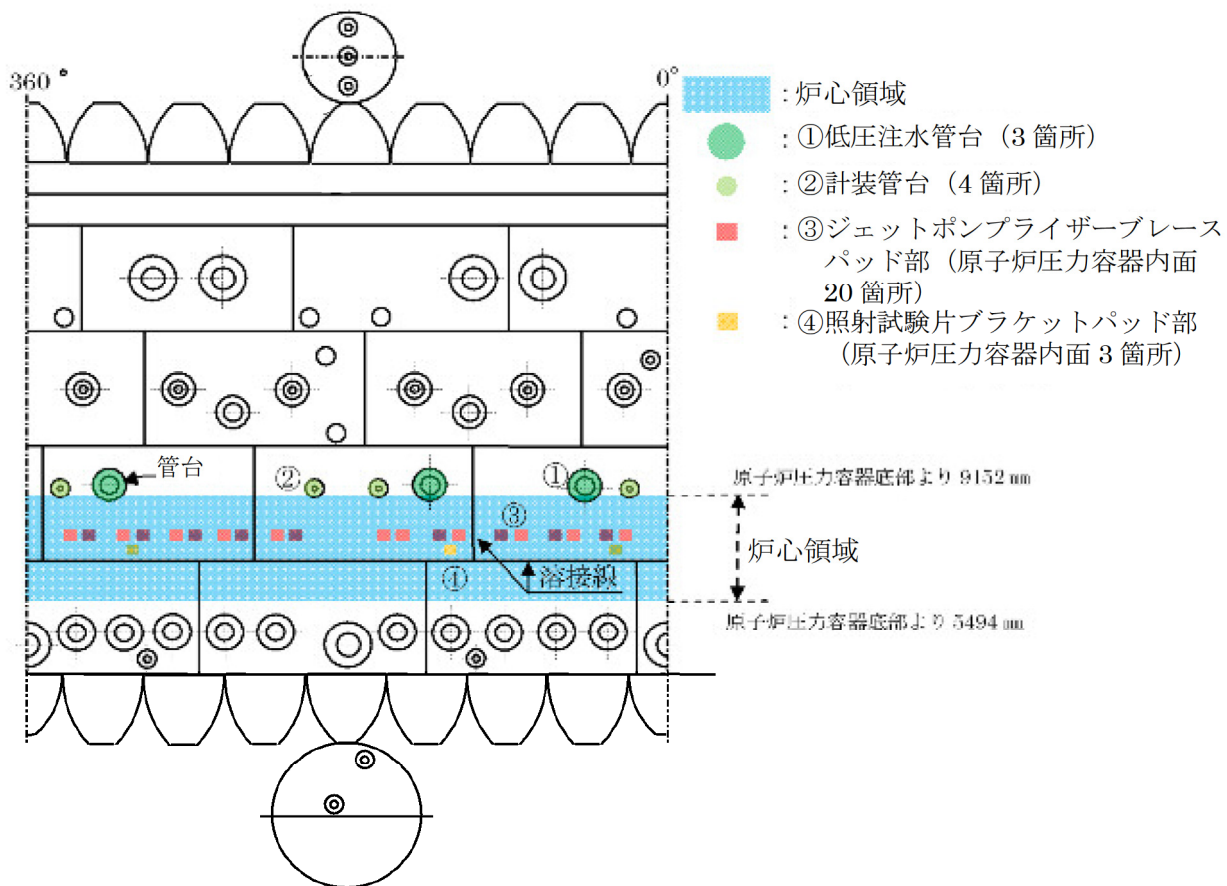 360°
0°
: 炉心領域
: ①低圧注水管台（3 箇所）
: ②計装管台（4 箇所）
: ③ジェットポンプライザーブレース
パッド部（原子炉圧力容器内面
20 箇所）
: ④照射試験片ブラケットパッド部
（原子炉圧力容器内面 3 箇所）
管台
②
①
原子炉圧力容器底部より 9152 mm
③
炉心領域
④
溶接線
原子炉圧力容器底部より 5494 mm